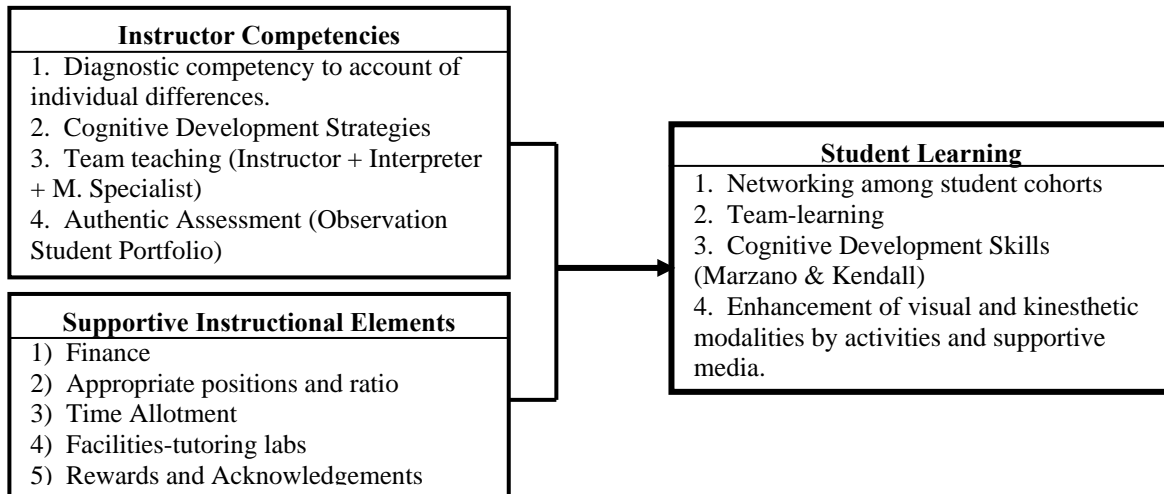 Instructor Competencies
1. Diagnostic competency to account of
individual differences.
2. Cognitive Development Strategies
3. Team teaching (Instructor + Interpreter
+ M. Specialist)
4. Authentic Assessment (Observation
Student Portfolio)
Supportive Instructional Elements
1) Finance
2) Appropriate positions and ratio
3) Time Allotment
4) Facilities-tutoring labs
5) Rewards and Acknowledgements
Student Learning
1. Networking among student cohorts
2. Team-learning
3. Cognitive Development Skills
(Marzano & Kendall)
4. Enhancement of visual and kinesthetic
modalities by activities and supportive
media.